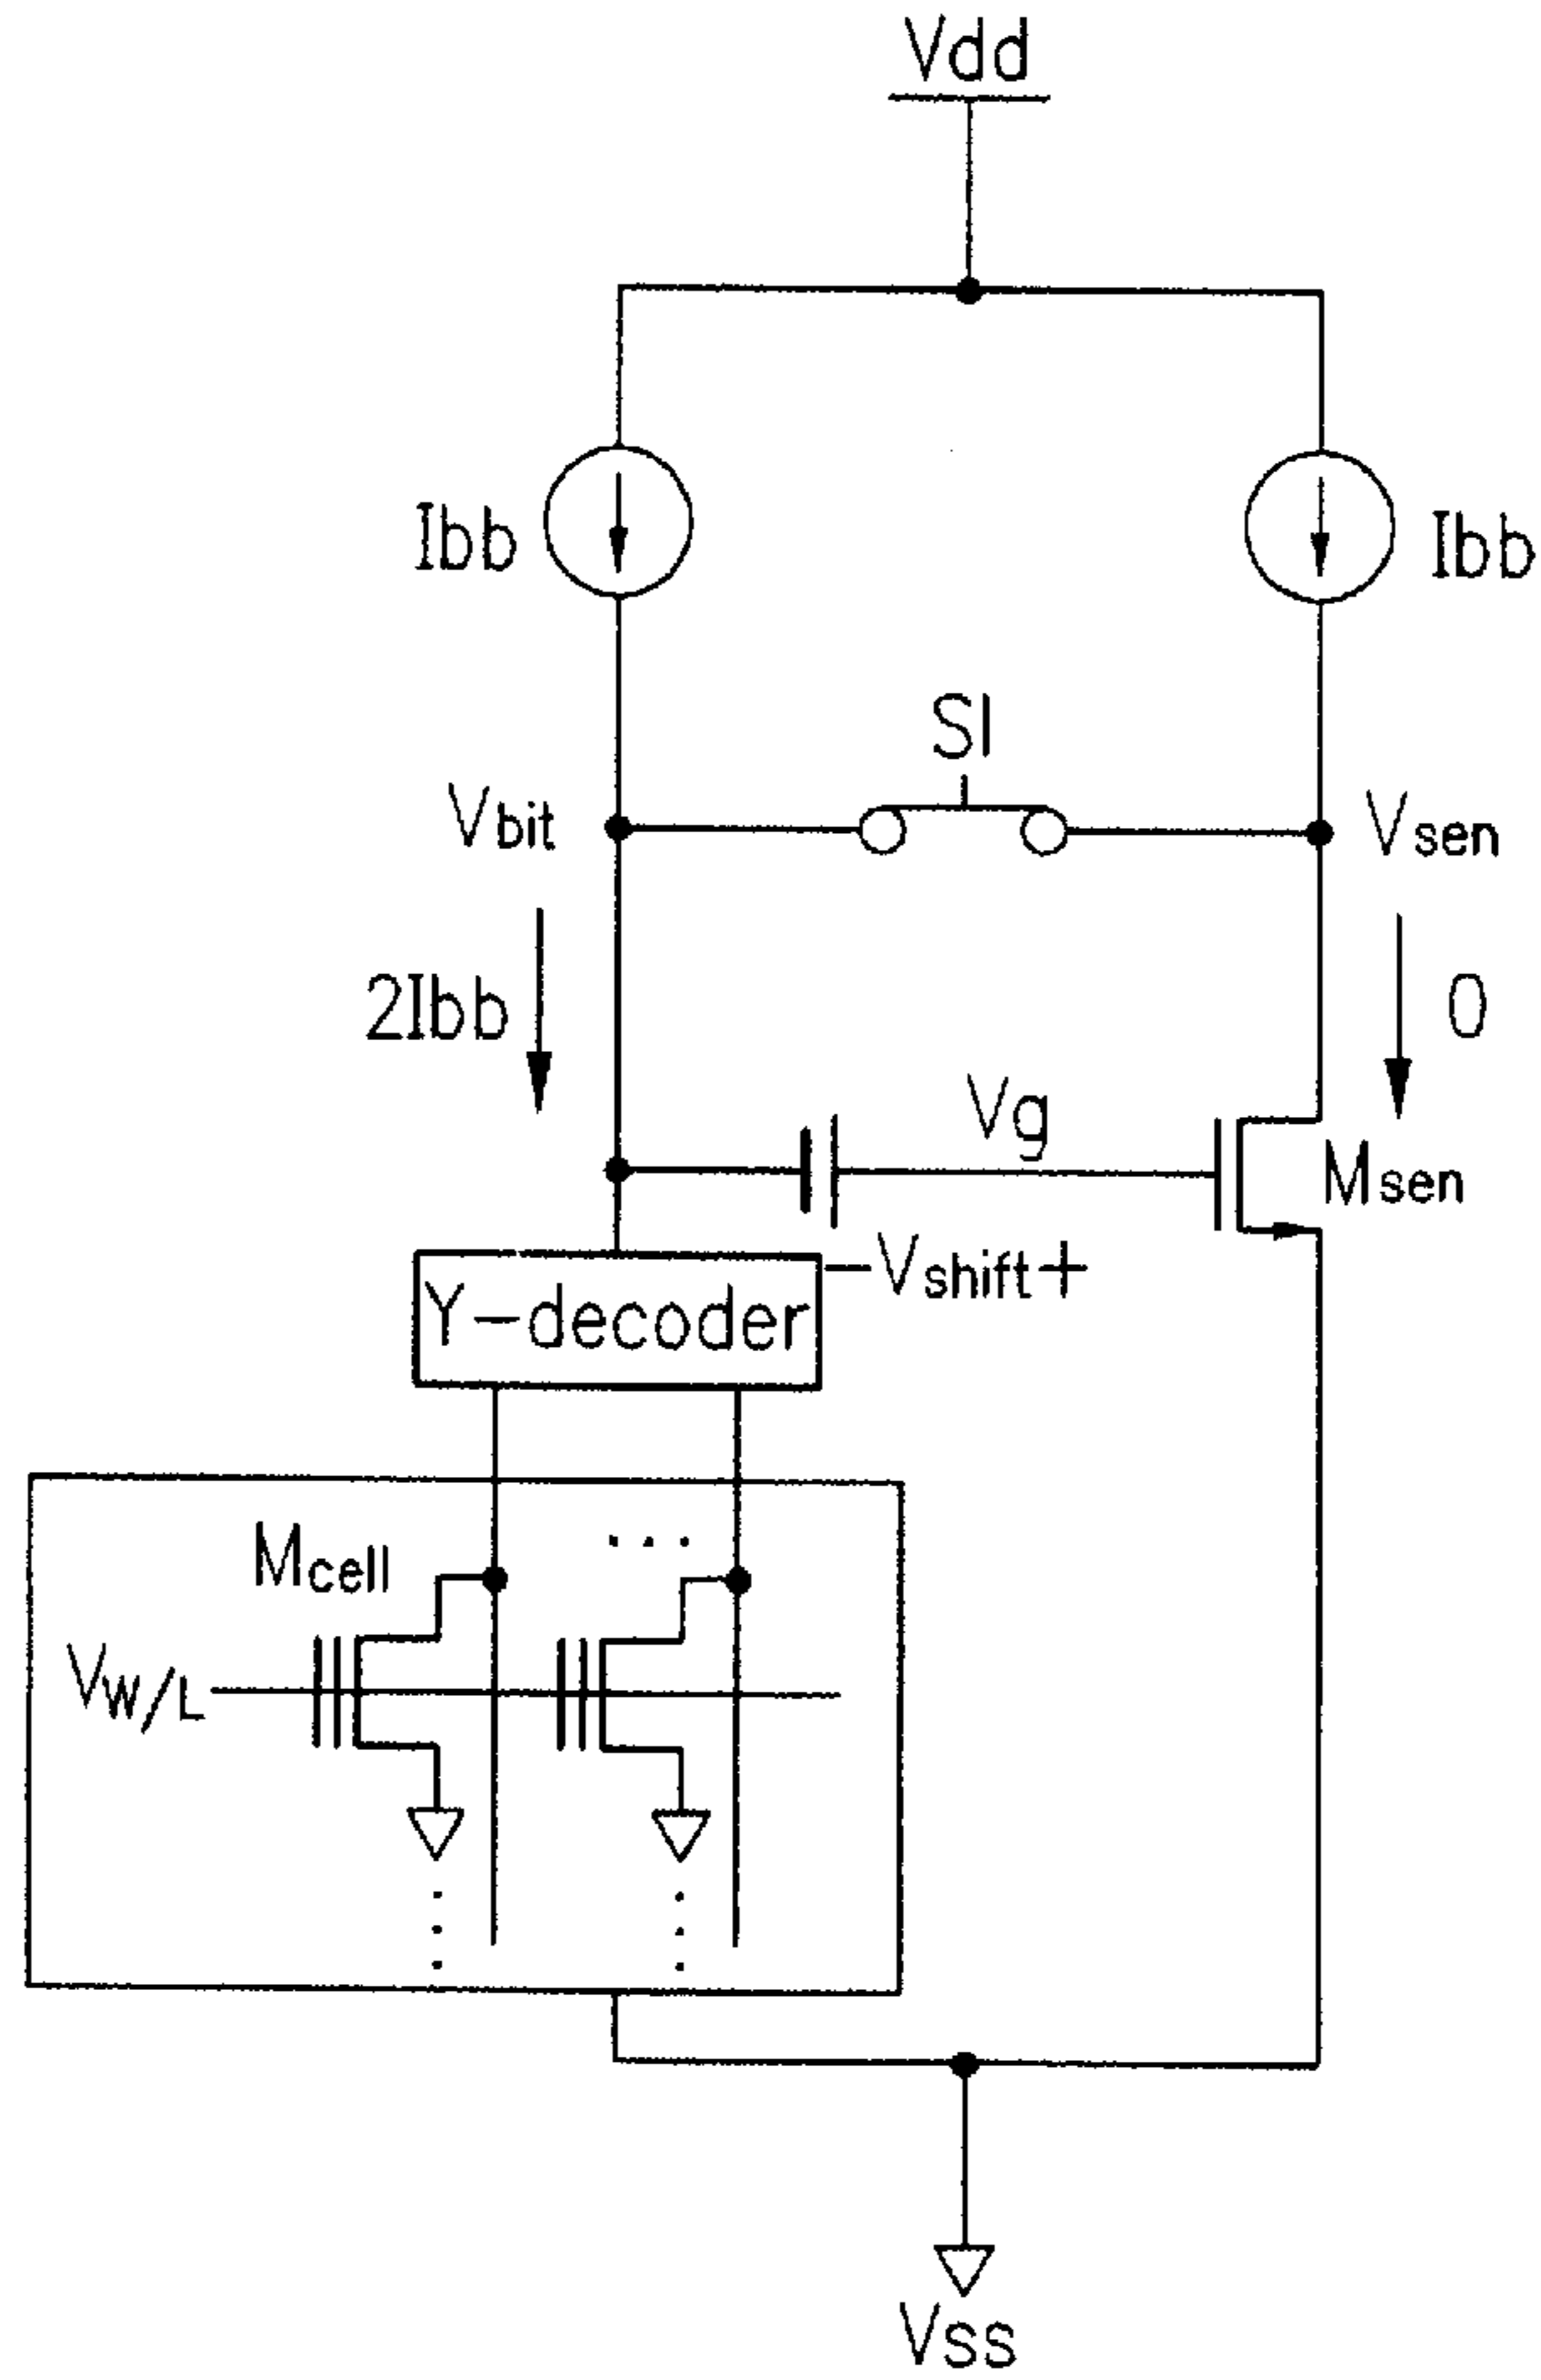 Vdd
Ibb
Ibb
SI
Vbit
Vsen
2Ibb
0
Vg
Msen
−Vshift+
Y-decoder
Mcell
...
VW/L
Vss